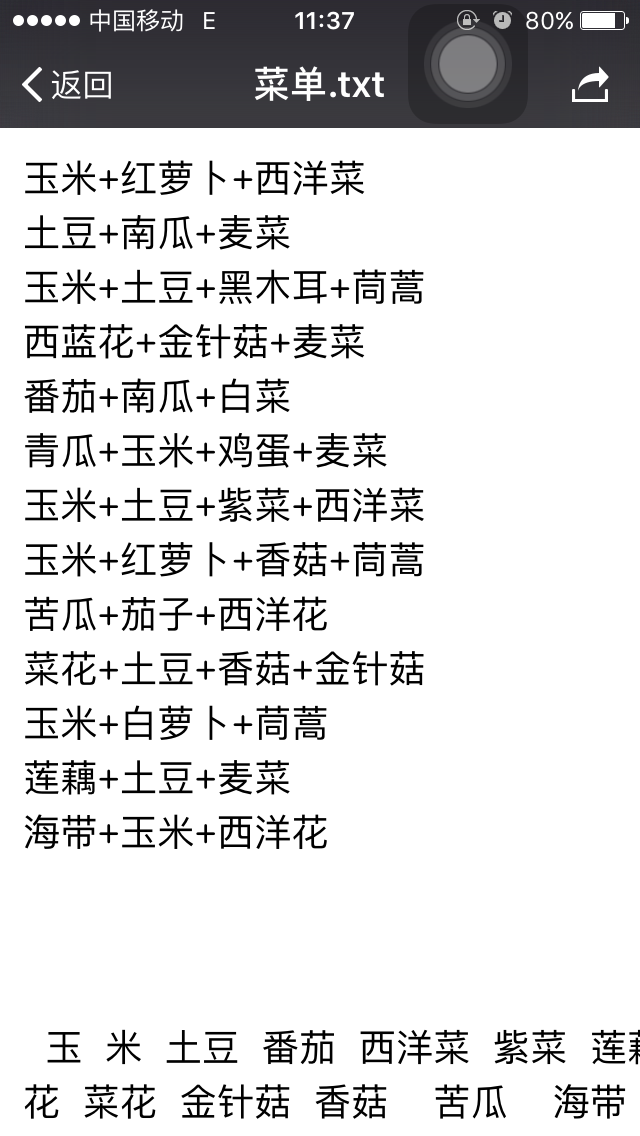 中国移动 E 11:37 80%
返回 菜单.txt
玉米+红萝卜+西洋菜
土豆+南瓜+麦菜
玉米+土豆+黑木耳+茼蒿
西蓝花+金针菇+麦菜
番茄+南瓜+白菜
青瓜+玉米+鸡蛋+麦菜
玉米+土豆+紫菜+西洋菜
玉米+红萝卜+香菇+茼蒿
苦瓜+茄子+西洋花
菜花+土豆+香菇+金针菇
玉米+白萝卜+茼蒿
莲藕+土豆+麦菜
海带+玉米+西洋花
玉 米 土豆 番茄 西洋菜 紫菜 莲
花 菜花 金针菇 香菇 苦瓜 海带